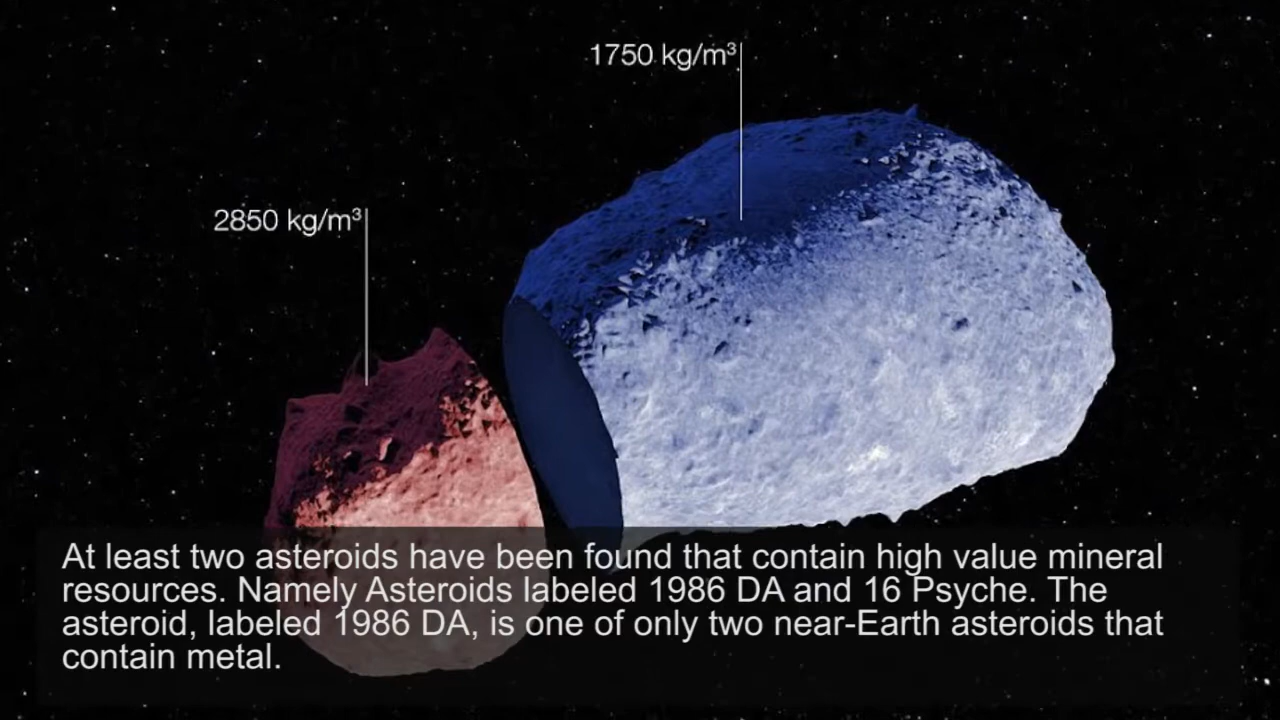 1750 kg/m³
2850 kg/m³
At least two asteroids have been found that contain high value mineral
resources. Namely Asteroids labeled 1986 DA and 16 Psyche. The
asteroid, labeled 1986 DA, is one of only two near-Earth asteroids that
contain metal.